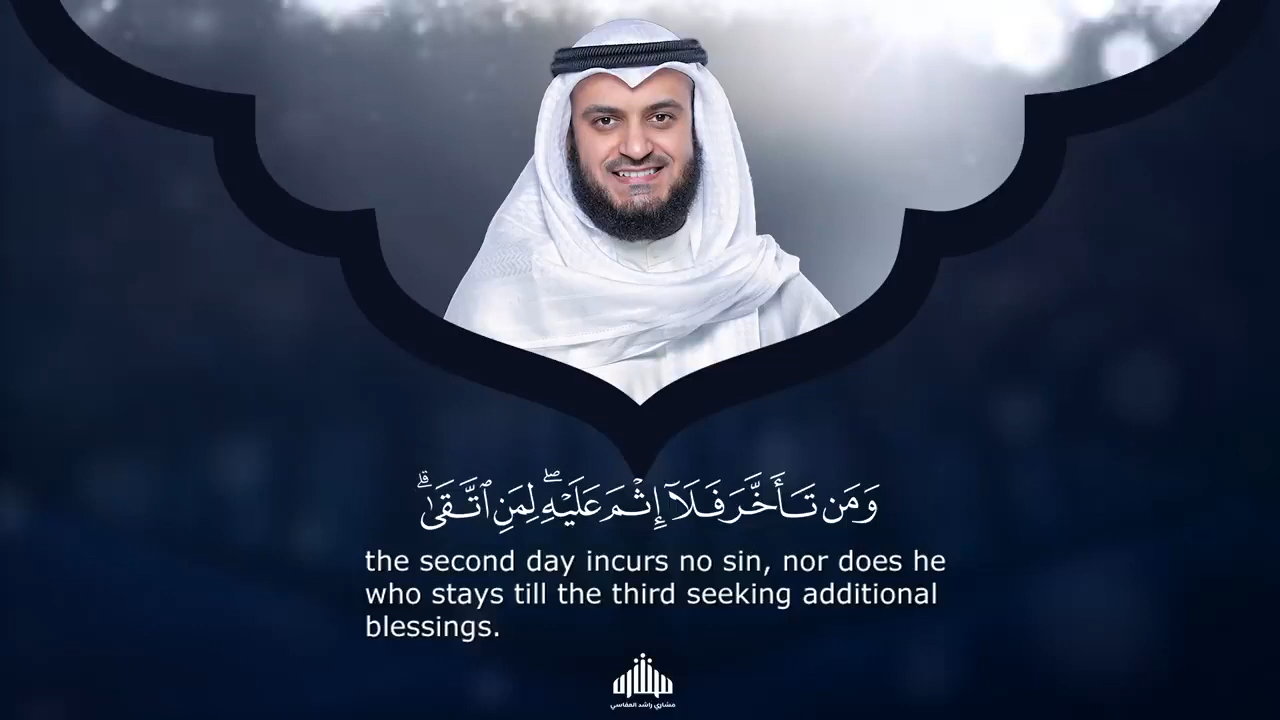 وَمَن تَأَخَّرَ فَلَآ إِثْمَ عَلَيْهِۖ لِمَنِ ٱتَّقَىٰۗ
the second day incurs no sin, nor does he
who stays till the third seeking additional
blessings.
مشاري راشد العفاسي